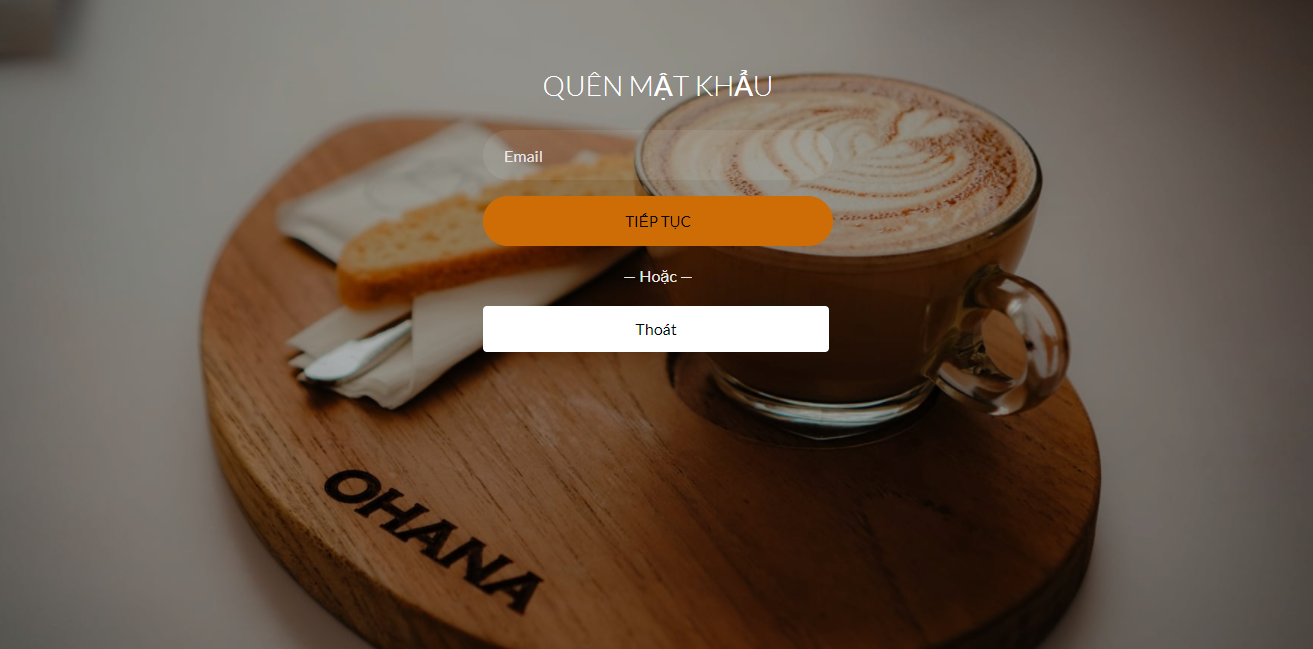 QUÊN MẬT KHẨU
Email
TIẾP TỤC
— Hoặc —
Thoát
OHANA